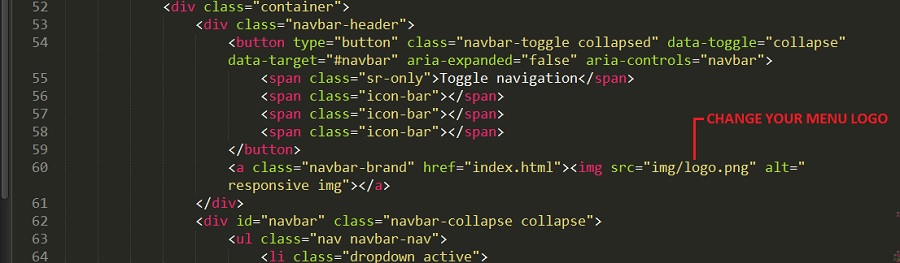 52 <div class="container">
53 <div class="navbar-header">
54 <button type="button" class="navbar-toggle collapsed" data-toggle="collapse"
data-target="#navbar" aria-expanded="false" aria-controls="navbar">
55 <span class="sr-only">Toggle navigation</span>
56 <span class="icon-bar"></span>
57 <span class="icon-bar"></span>
58 <span class="icon-bar"></span>
CHANGE YOUR MENU LOGO
59 </button>
60 <a class="navbar-brand" href="index.html"><img src="img/logo.png" alt="
responsive img"></a>
61 </div>
62 <div id="navbar" class="navbar-collapse collapse">
63 <ul class="nav navbar-nav">
64 <li class="dropdown active">